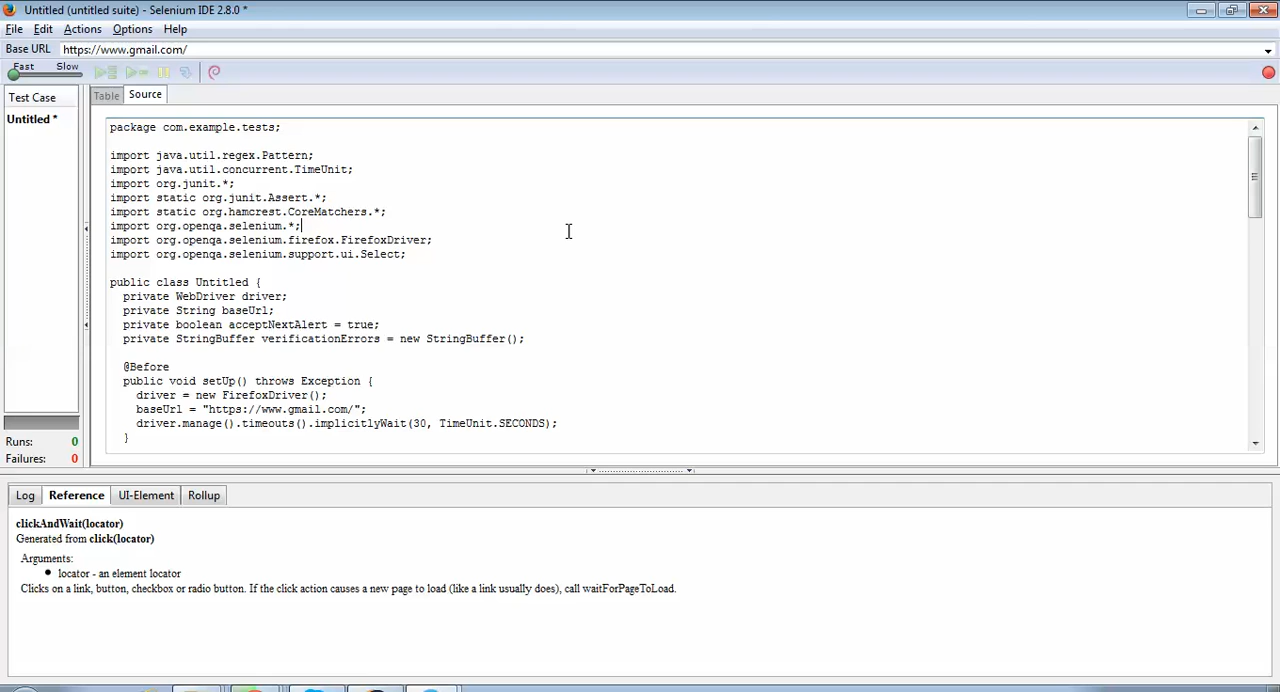 Untitled (untitled suite) - Selenium IDE 2.8.0 *
File Edit Actions Options Help
Base URL https://www.gmail.com/
Fast Slow
Test Case
Table Source
Untitled *
package com.example.tests;
import java.util.regex.Pattern;
import java.util.concurrent.TimeUnit;
import org.junit.*;
import static org.junit.Assert.*;
import static org.hamcrest.CoreMatchers.*;
import org.openqa.selenium.*;
import org.openqa.selenium.firefox.FirefoxDriver;
import org.openqa.selenium.support.ui.Select;
public class Untitled {
private WebDriver driver;
private String baseUrl;
private boolean acceptNextAlert = true;
private StringBuffer verificationErrors = new StringBuffer();
@Before
public void setUp() throws Exception {
driver = new FirefoxDriver();
baseUrl = "https://www.gmail.com/";
driver.manage().timeouts().implicitlyWait(30, TimeUnit.SECONDS);
}
Runs: 0
Failures: 0
Log Reference UI-Element Rollup
clickAndWait(locator)
Generated from click(locator)
Arguments:
• locator - an element locator
Clicks on a link, button, checkbox or radio button. If the click action causes a new page to load (like a link usually does), call waitForPageToLoad.